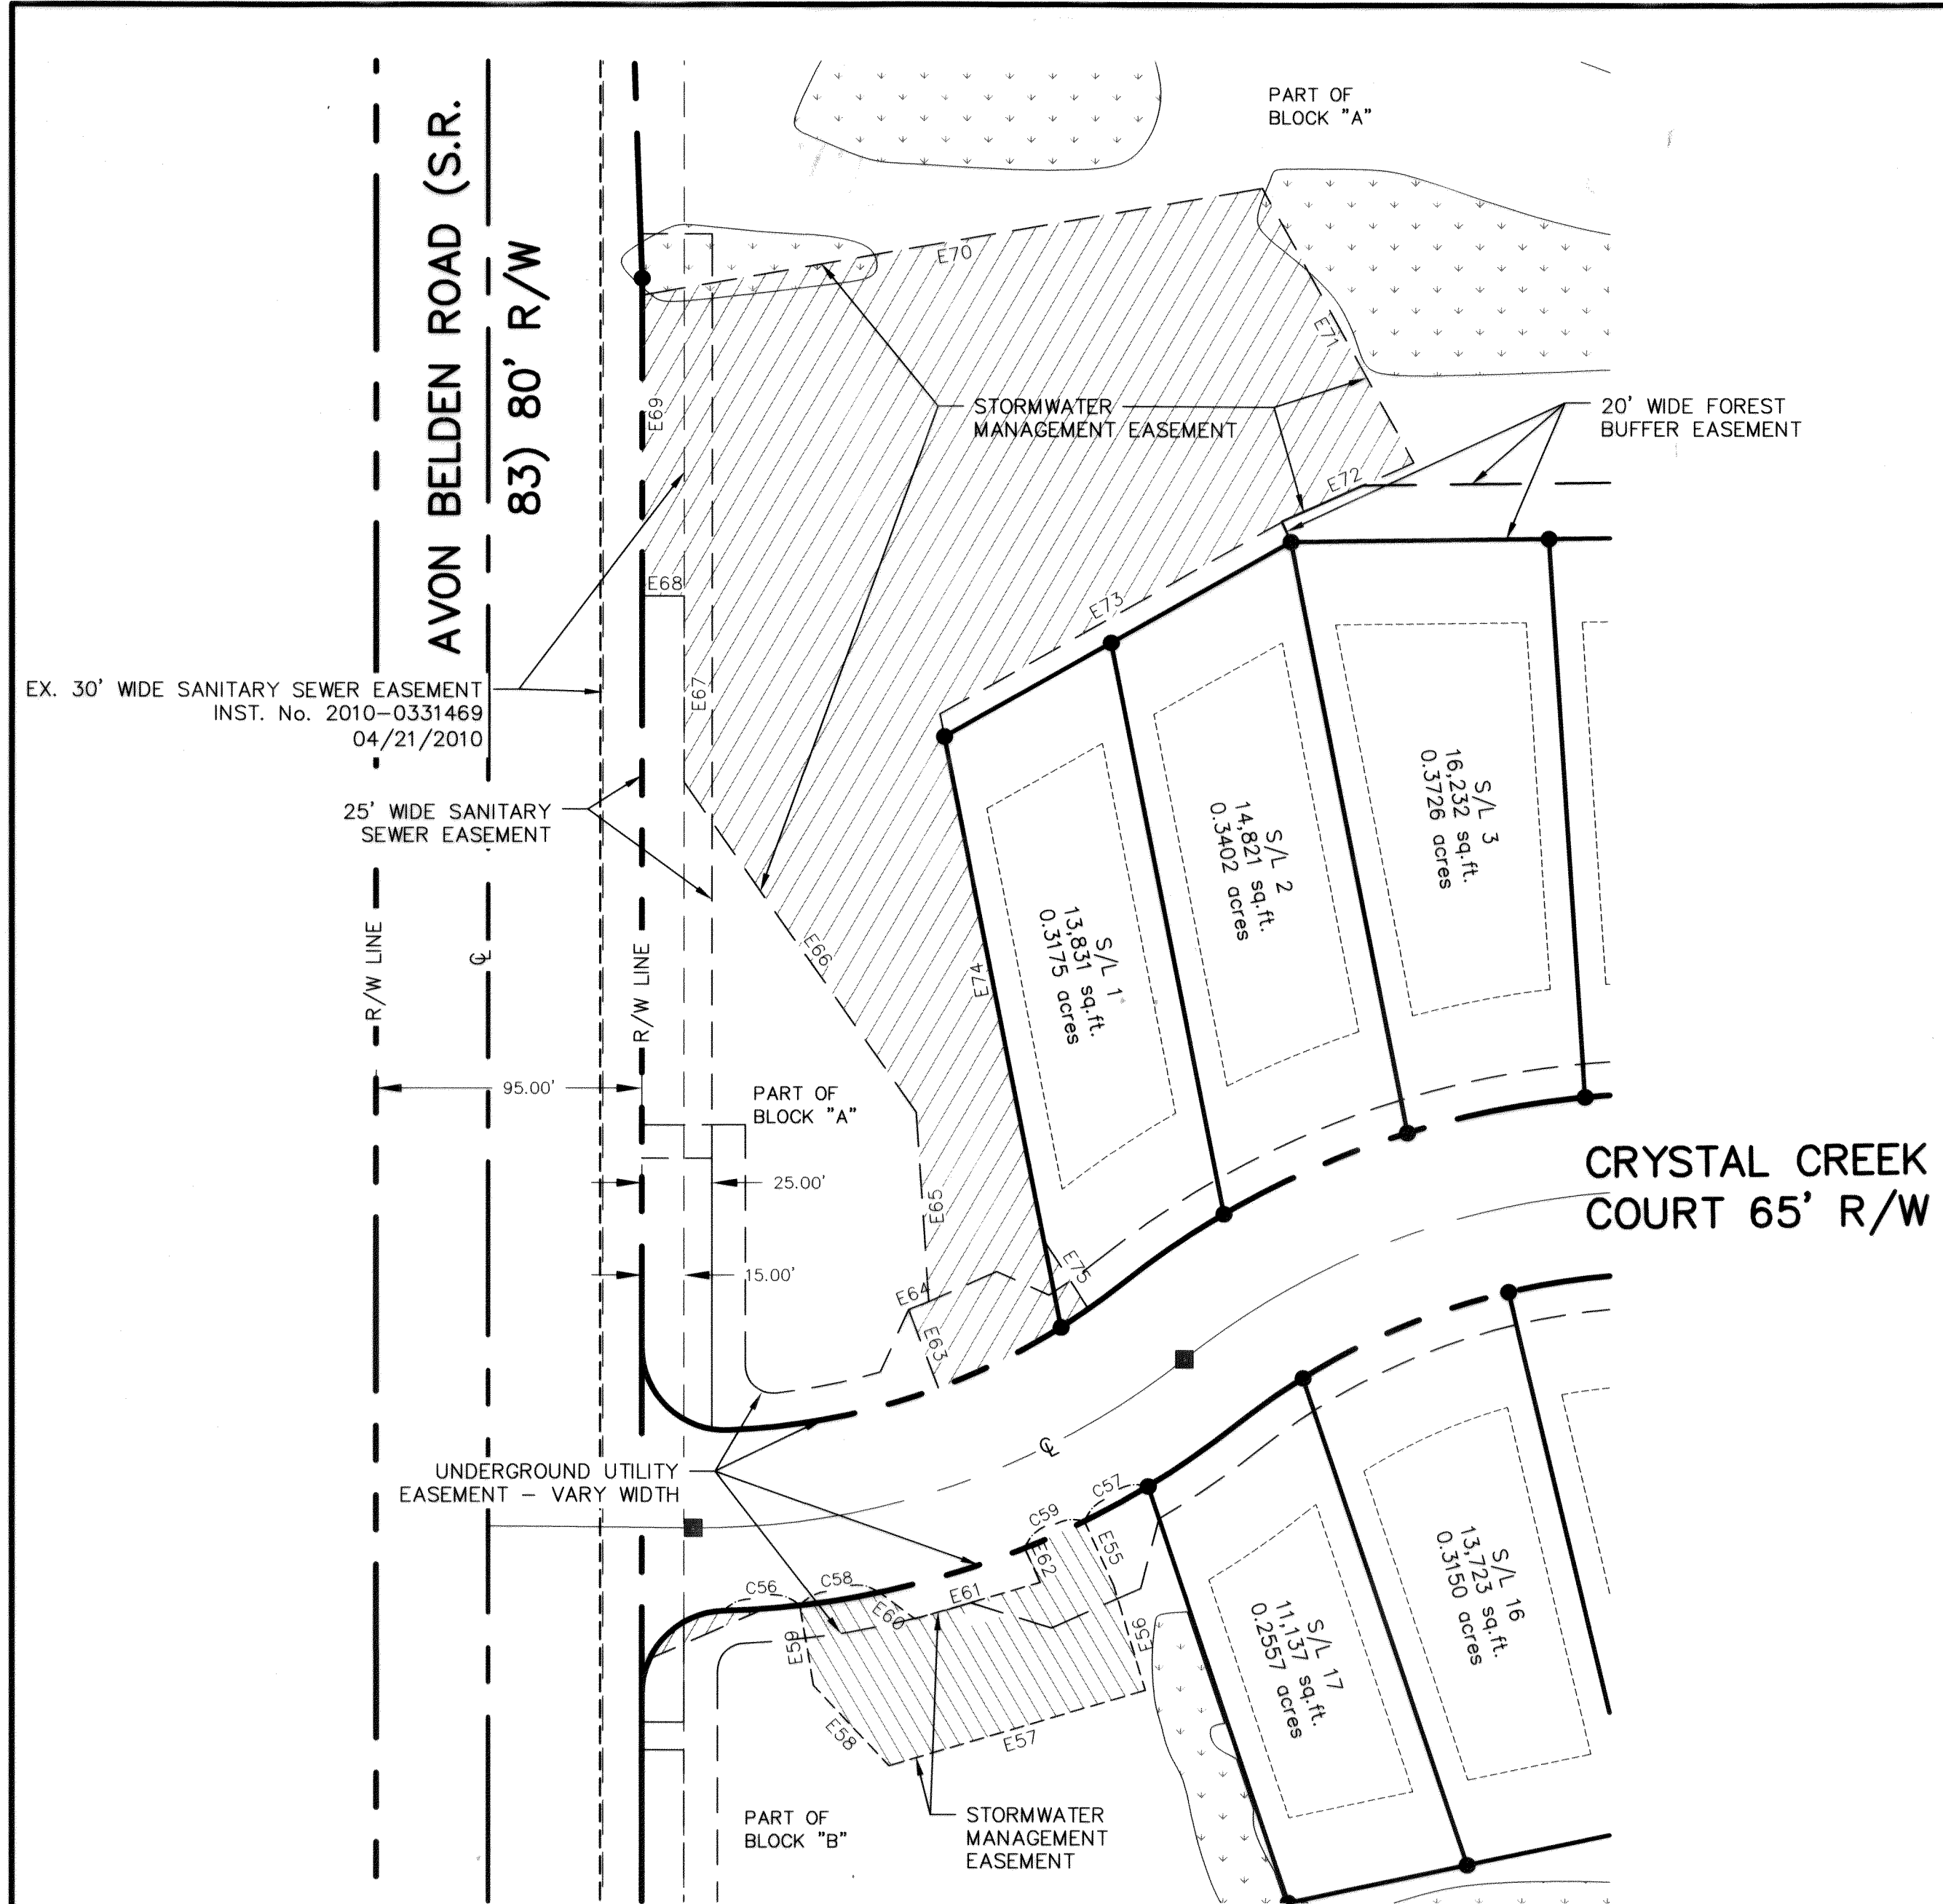 PART OF
BLOCK "A"
AVON BELDEN ROAD (S.R.
83) 80' R/W
E70
E71
E69
STORMWATER
MANAGEMENT EASEMENT
20' WIDE FOREST
BUFFER EASEMENT
E72
E68
E73
EX. 30' WIDE SANITARY SEWER EASEMENT
INST. No. 2010-0331469
04/21/2010
E67
25' WIDE SANITARY
SEWER EASEMENT
S/L 3
16,232 sq.ft.
0.3726 acres
S/L 2
14,821 sq.ft.
0.3402 acres
S/L 1
13,831 sq.ft.
0.3175 acres
E66
E74
R/W LINE
℄
R/W LINE
95.00'
PART OF
BLOCK "A"
25.00'
15.00'
E65
E75
E64
E63
CRYSTAL CREEK
COURT 65' R/W
℄
UNDERGROUND UTILITY
EASEMENT - VARY WIDTH
C57
C59
E55
E62
C56
C58
E61
E60
E59
E56
E58
E57
S/L 17
11,137 sq.ft.
0.2557 acres
S/L 16
13,723 sq.ft.
0.3150 acres
PART OF
BLOCK "B"
STORMWATER
MANAGEMENT
EASEMENT